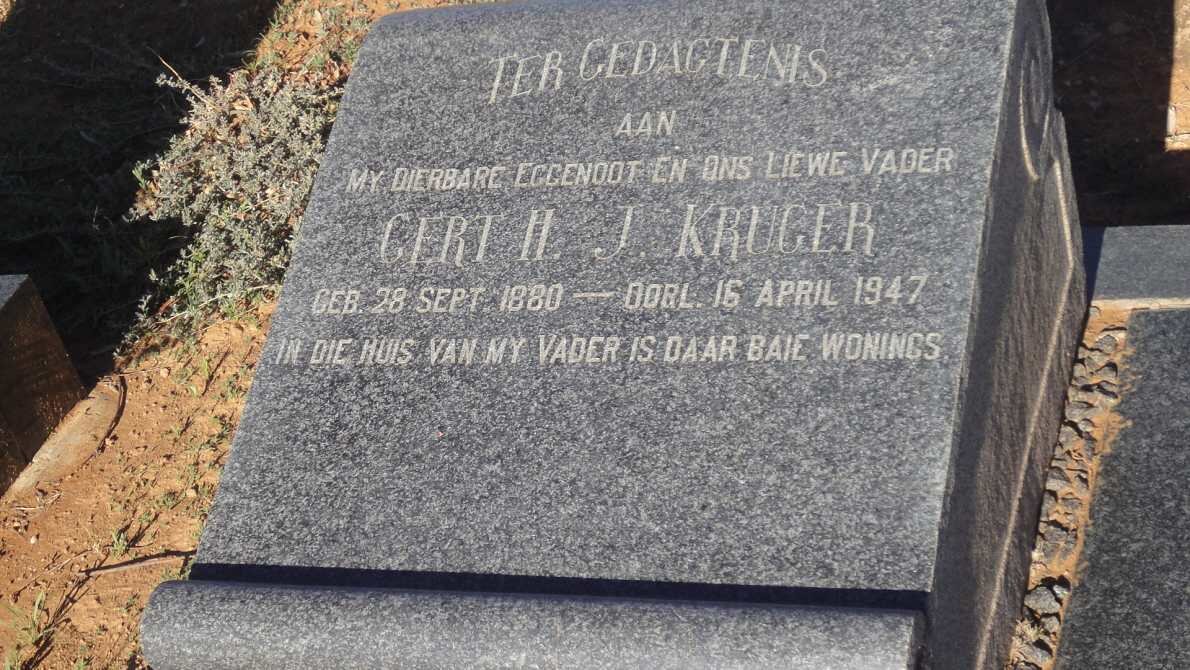 TER GEDAGTENIS
AAN
MY DIERBARE EGGENOOT EN ONS LIEWE VADER
GERT H. J. KRUGER
GEB. 28 SEPT. 1880 — OORL. 16 APRIL 1947
IN DIE HUIS VAN MY VADER IS DAAR BAIE WONINGS.